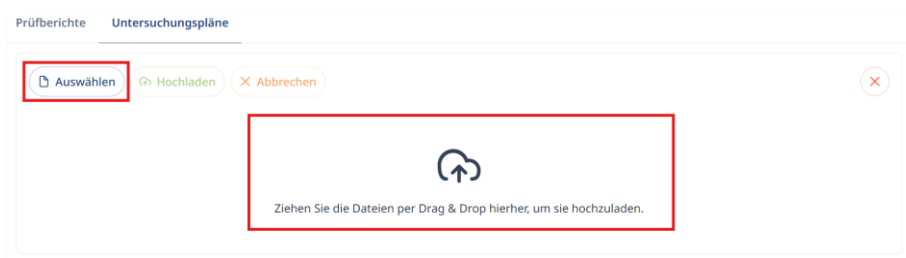 Prüfberichte Untersuchungspläne
Auswählen Hochladen Abbrechen
Ziehen Sie die Dateien per Drag & Drop hierher, um sie hochzuladen.